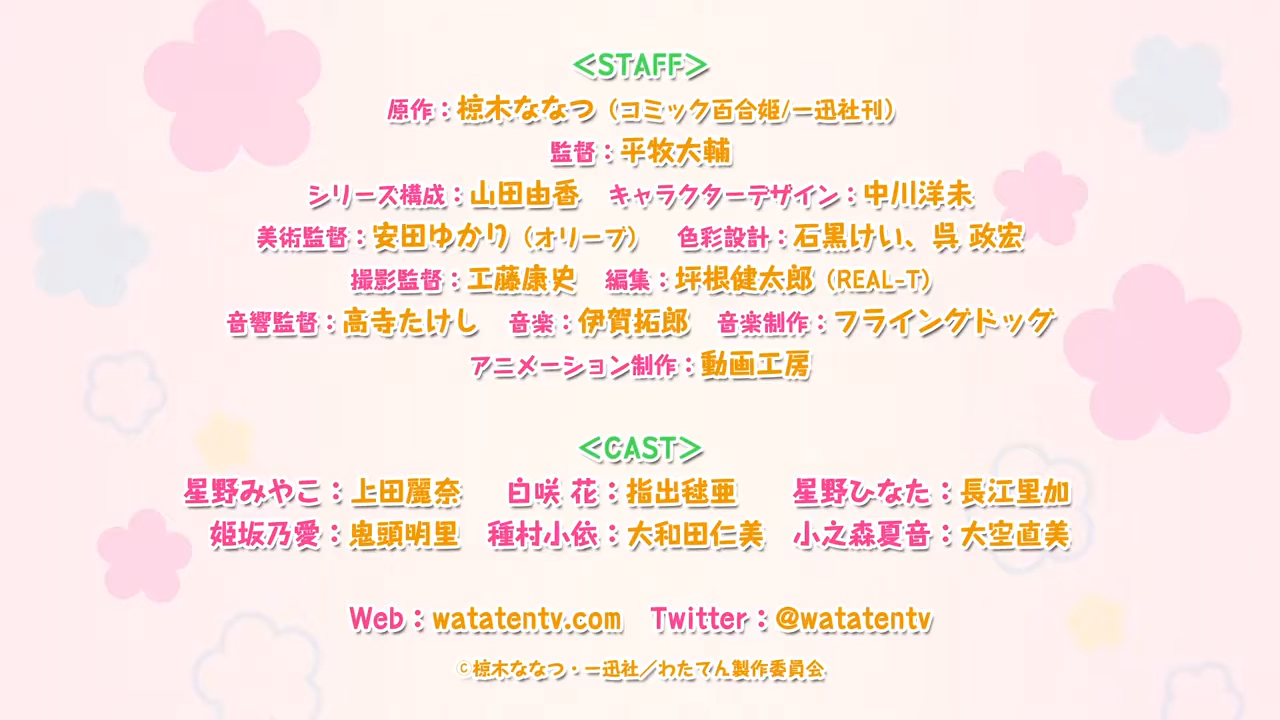 <STAFF>
原作：椋木ななつ（コミック百合姫/一迅社刊）
監督：平牧大輔
シリーズ構成：山田由香　キャラクターデザイン：中川洋未
美術監督：安田ゆかり（オリーブ）　色彩設計：石黒けい、呉 政宏
撮影監督：工藤康史　編集：坪根健太郎（REAL-T）
音響監督：高寺たけし　音楽：伊賀拓郎　音楽制作：フライングドッグ
アニメーション制作：動画工房
<CAST>
星野みやこ：上田麗奈　白咲 花：指出毬亜　星野ひなた：長江里加
姫坂乃愛：鬼頭明里　種村小依：大和田仁美　小之森夏音：大空直美
Web：watatentv.com　Twitter：@watatentv
©椋木ななつ・一迅社／わたてん製作委員会